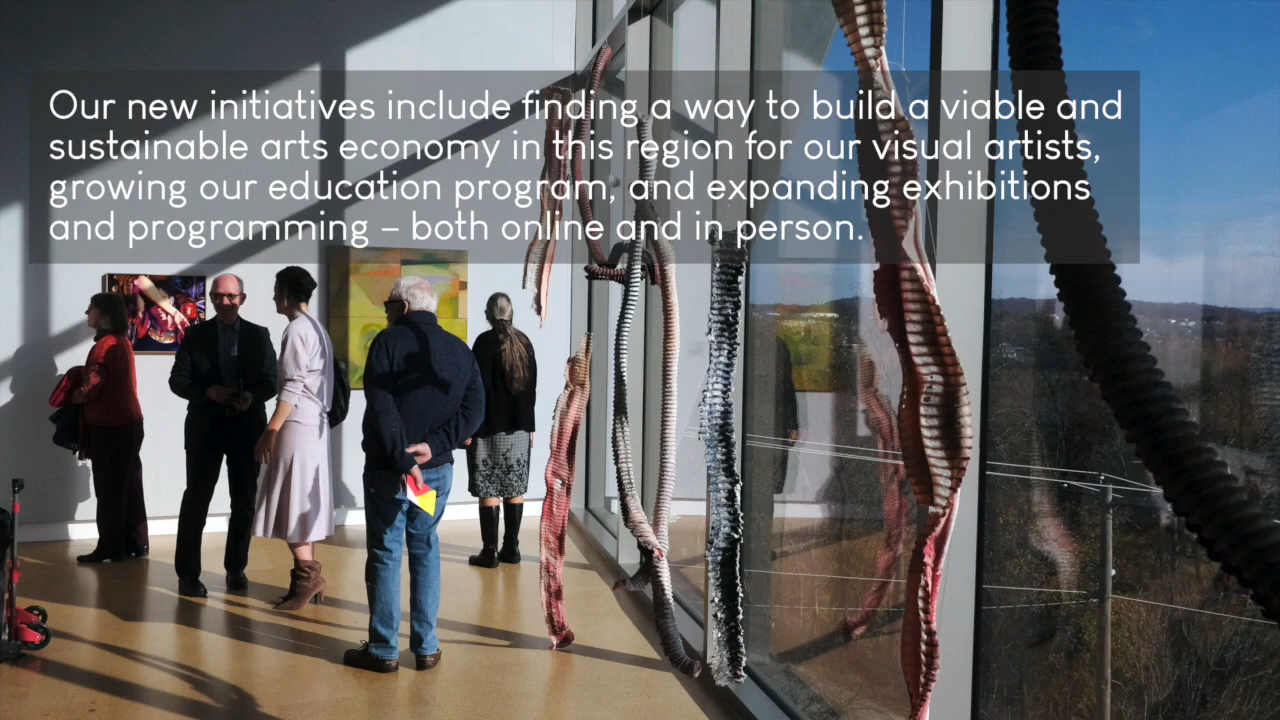 Our new initiatives include finding a way to build a viable and
sustainable arts economy in this region for our visual artists,
growing our education program, and expanding exhibitions
and programming – both online and in person.